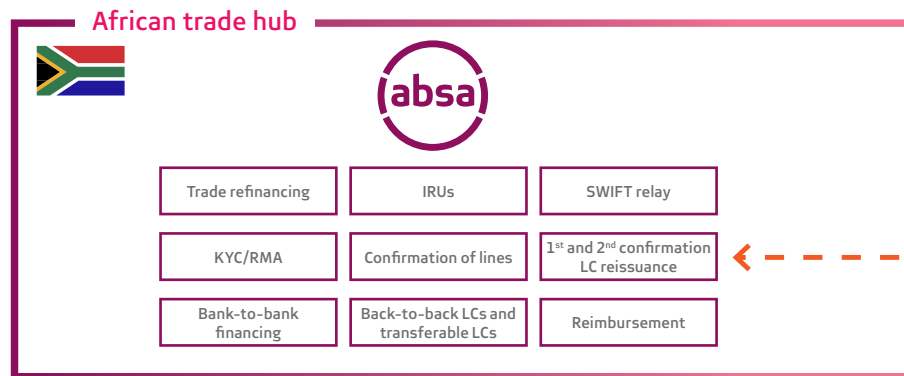 African trade hub
absa
Trade refinancing
IRUs
SWIFT relay
KYC/RMA
Confirmation of lines
1st and 2nd confirmation
LC reissuance
Bank-to-bank
financing
Back-to-back LCs and
transferable LCs
Reimbursement